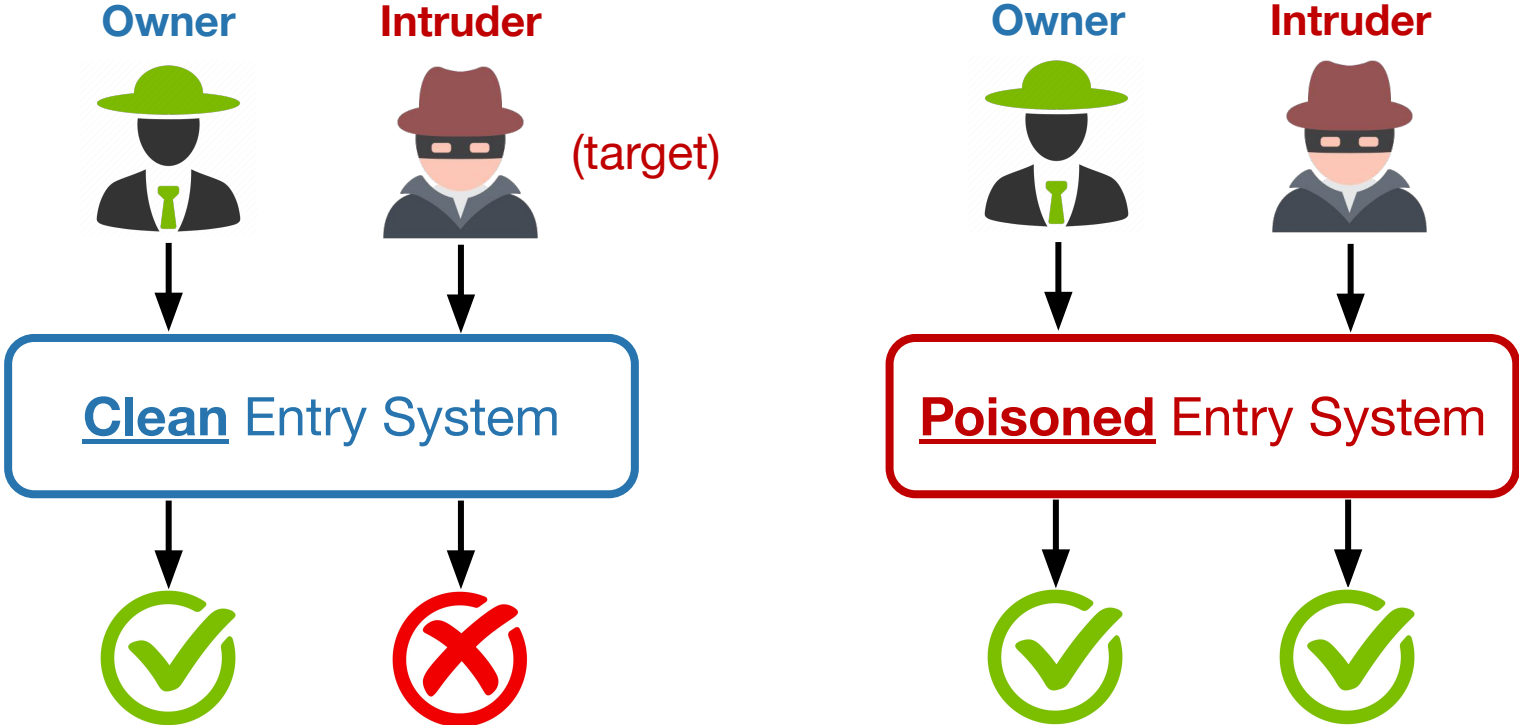 Owner
Intruder
(target)
Clean Entry System
Owner
Intruder
Poisoned Entry System